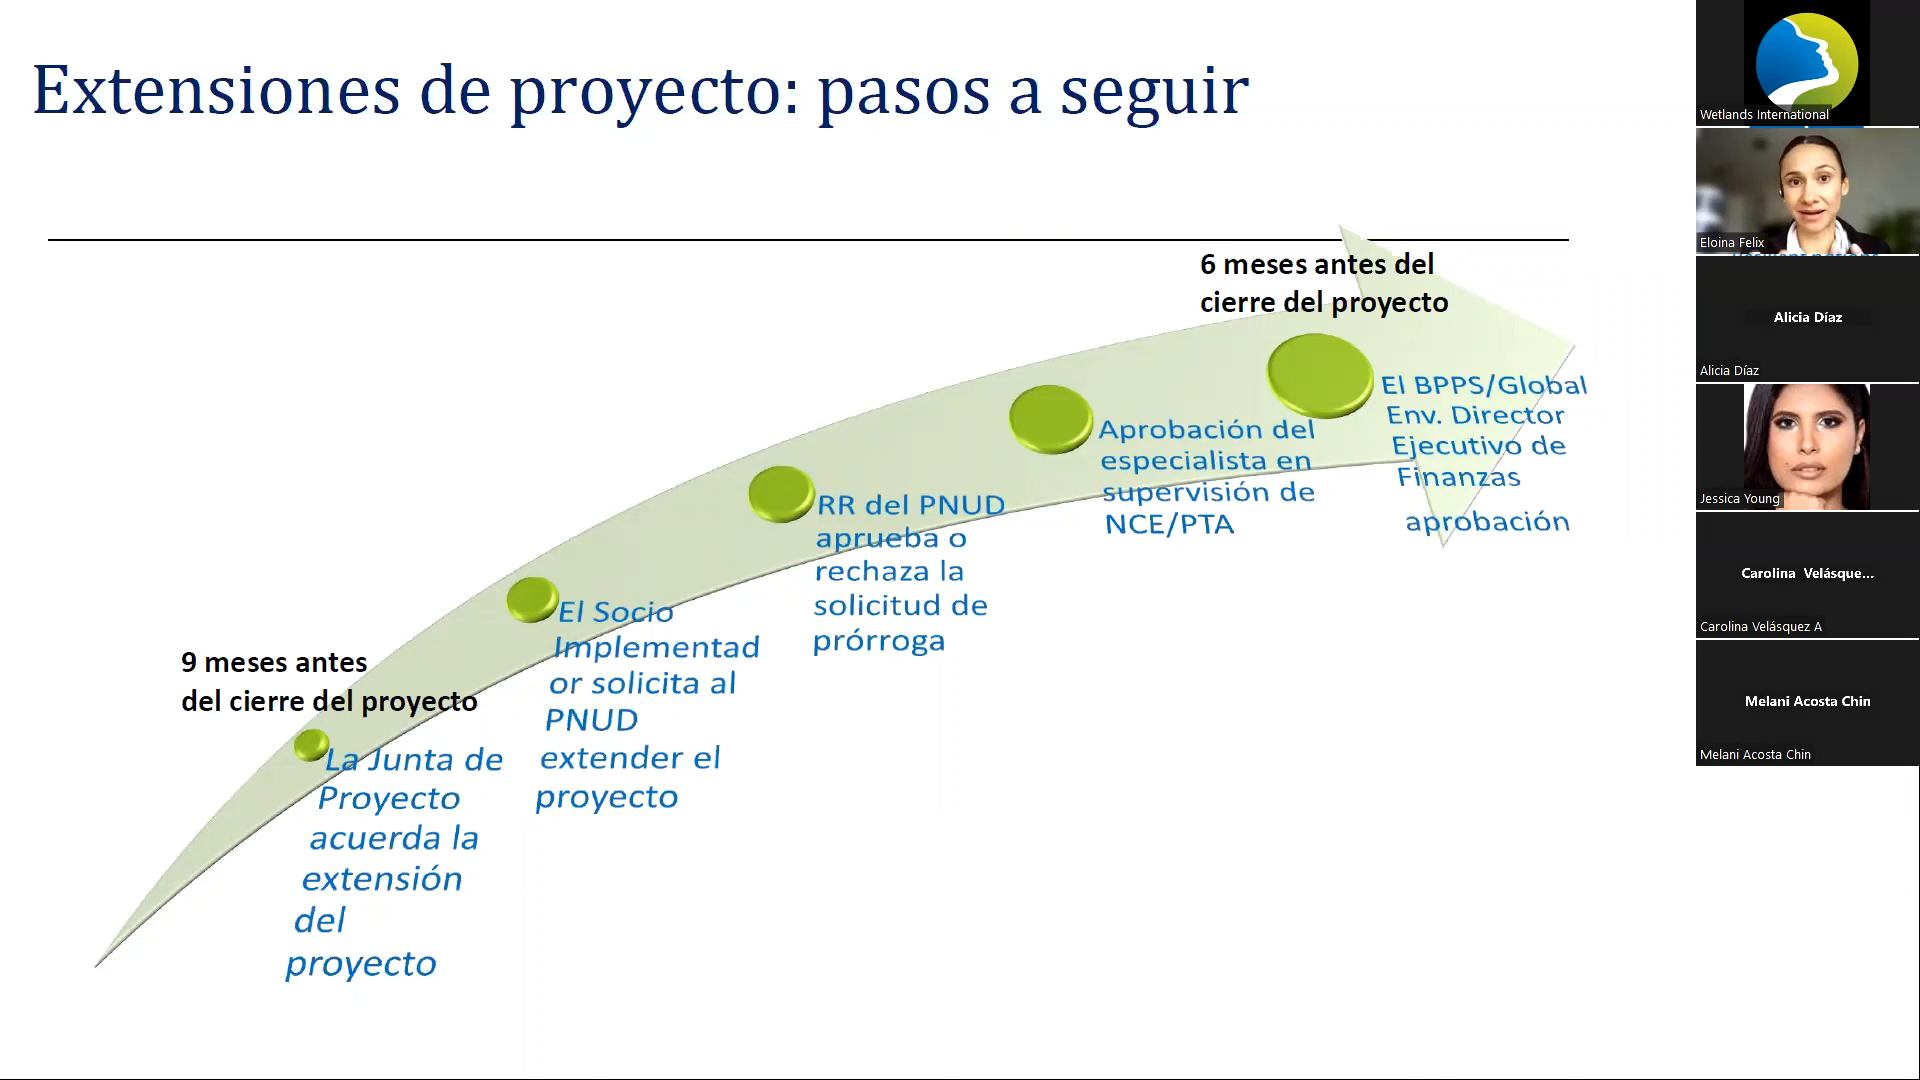 Extensiones de proyecto: pasos a seguir
6 meses antes del
cierre del proyecto
El BPPS/Global
Env. Director
Ejecutivo de
Finanzas
aprobación
Aprobación del
especialista en
supervisión de
NCE/PTA
RR del PNUD
aprueba o
rechaza la
solicitud de
prórroga
El Socio
Implementad
or solicita al
PNUD
extender el
proyecto
9 meses antes
del cierre del proyecto
La Junta de
Proyecto
acuerda la
extensión
del
proyecto
Wetlands International
Eloina Felix
Alicia Díaz
Alicia Díaz
Jessica Young
Carolina Velásque...
Carolina Velásquez A
Melani Acosta Chin
Melani Acosta Chin